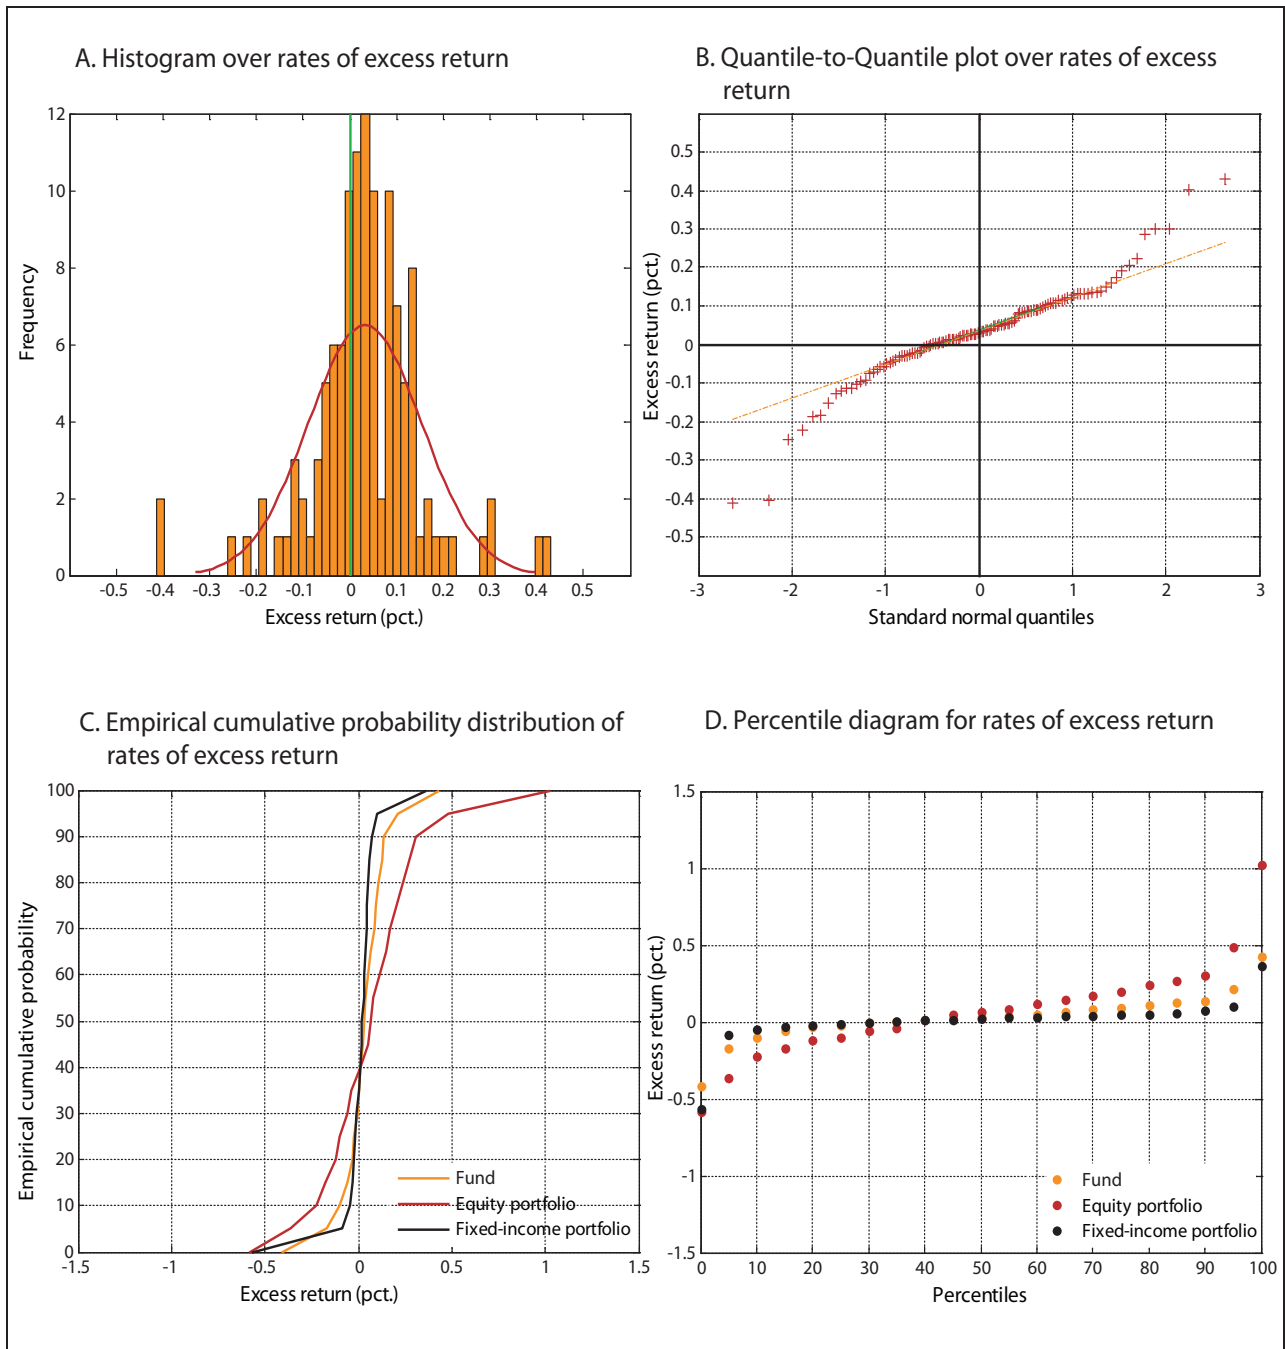 A. Histogram over rates of excess return
12
10
8
6
4
2
0
Frequency
-0.5 -0.4 -0.3 -0.2 -0.1 0 0.1 0.2 0.3 0.4 0.5
Excess return (pct.)
B. Quantile-to-Quantile plot over rates of excess
return
0.5
0.4
0.3
0.2
0.1
0
-0.1
-0.2
-0.3
-0.4
-0.5
Excess return (pct.)
-3 -2 -1 0 1 2 3
Standard normal quantiles
C. Empirical cumulative probability distribution of
rates of excess return
100
90
80
70
60
50
40
30
20
10
0
Empirical cumulative probability
Fund
Equity portfolio
Fixed-income portfolio
-1.5 -1 -0.5 0 0.5 1 1.5
Excess return (pct.)
D. Percentile diagram for rates of excess return
1.5
1
0.5
0
-0.5
-1
-1.5
Excess return (pct.)
Fund
Equity portfolio
Fixed-income portfolio
0 10 20 30 40 50 60 70 80 90 100
Percentiles